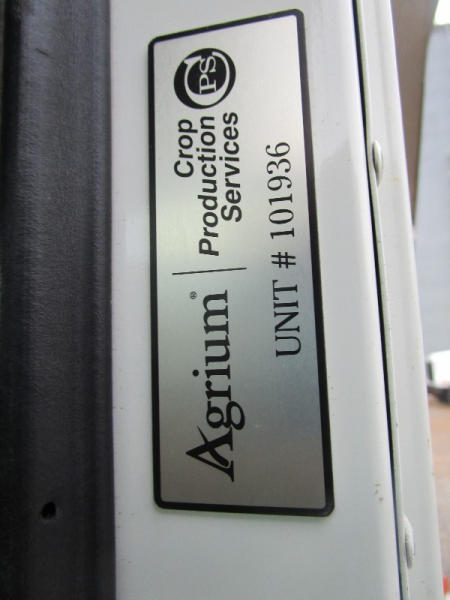 Agrium®
Crop
Production
Services
CPS
UNIT # 101936